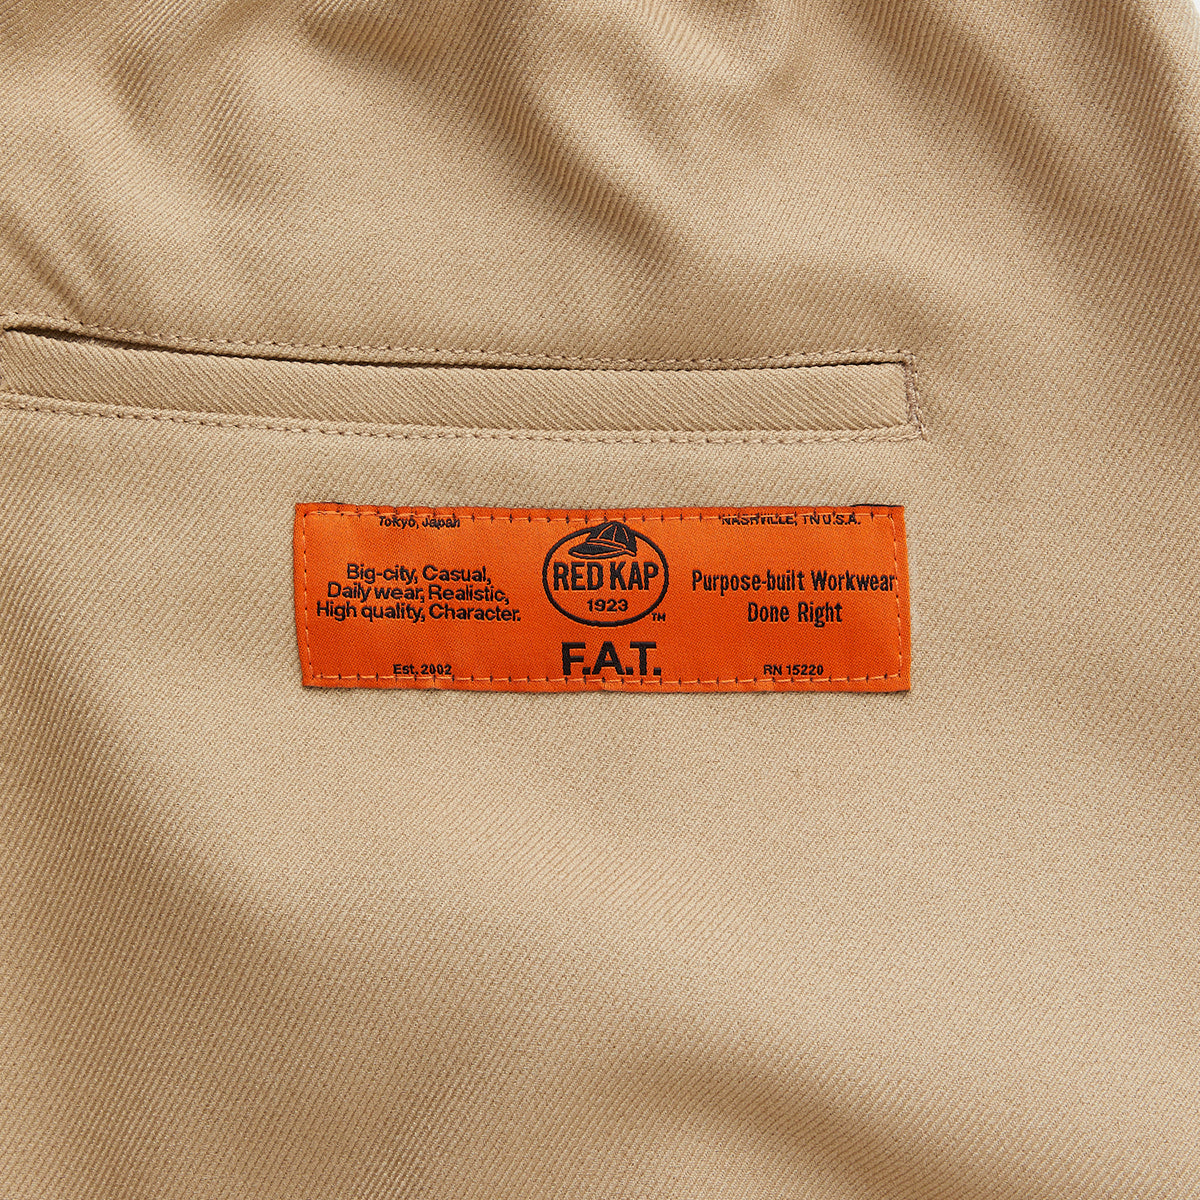 Tokyo, Japan
Big-city, Casual,
Daily wear, Realistic,
High quality, Character.
Est. 2002
RED KAP
1923
TM
F.A.T.
NASHVILLE, TN U.S.A.
Purpose-built Workwear
Done Right
RN 15220